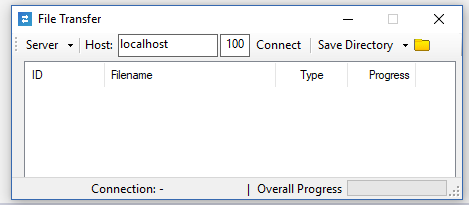 File Transfer
Server Host: localhost 100 Connect Save Directory
ID Filename Type Progress
Connection: - | Overall Progress